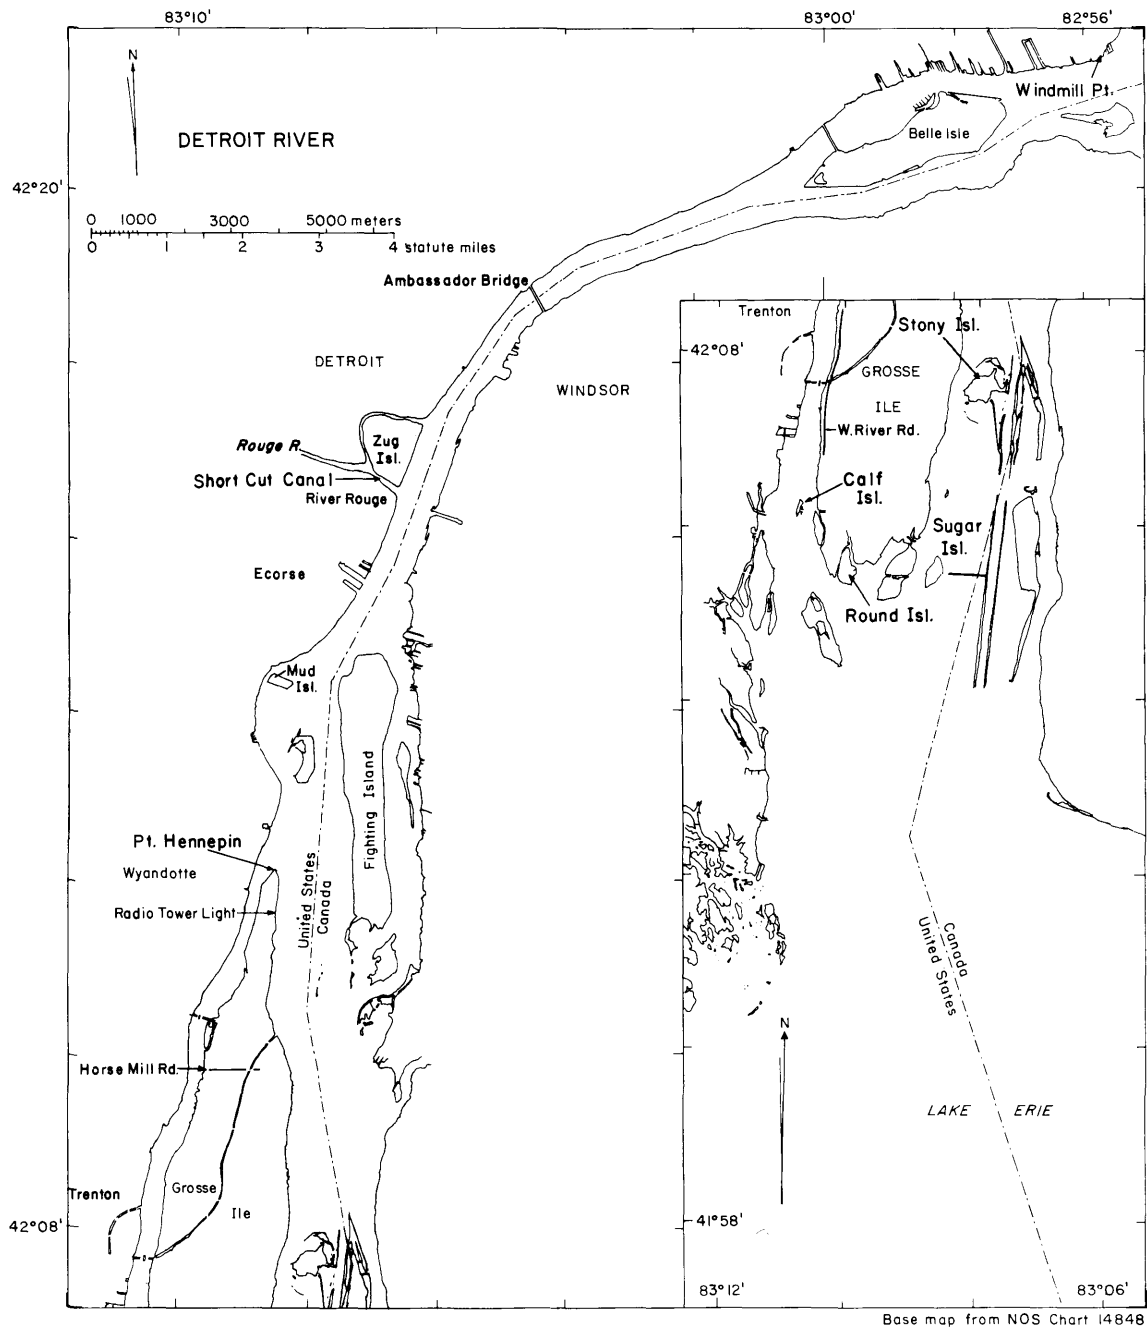 83°10'
83°00'
82°56'
N
Windmill Pt.
DETROIT RIVER
Belle Isle
42°20'
0 1000 3000 5000 meters
0 1 2 3 4 statute miles
Ambassador Bridge
DETROIT
WINDSOR
Rouge R.
Zug
Isl.
Short Cut Canal
River Rouge
Ecorse
Mud
Isl.
Fighting Island
Pt. Hennepin
Wyandotte
Radio Tower Light
United States
Canada
Horse Mill Rd.
Trenton
Grosse
Ile
42°08'
Trenton
Stony Isl.
42°08'
GROSSE
ILE
W. River Rd.
Calf
Isl.
Sugar
Isl.
Round Isl.
Canada
United States
N
LAKE ERIE
41°58'
83°12'
83°06'
Base map from NOS Chart 14848